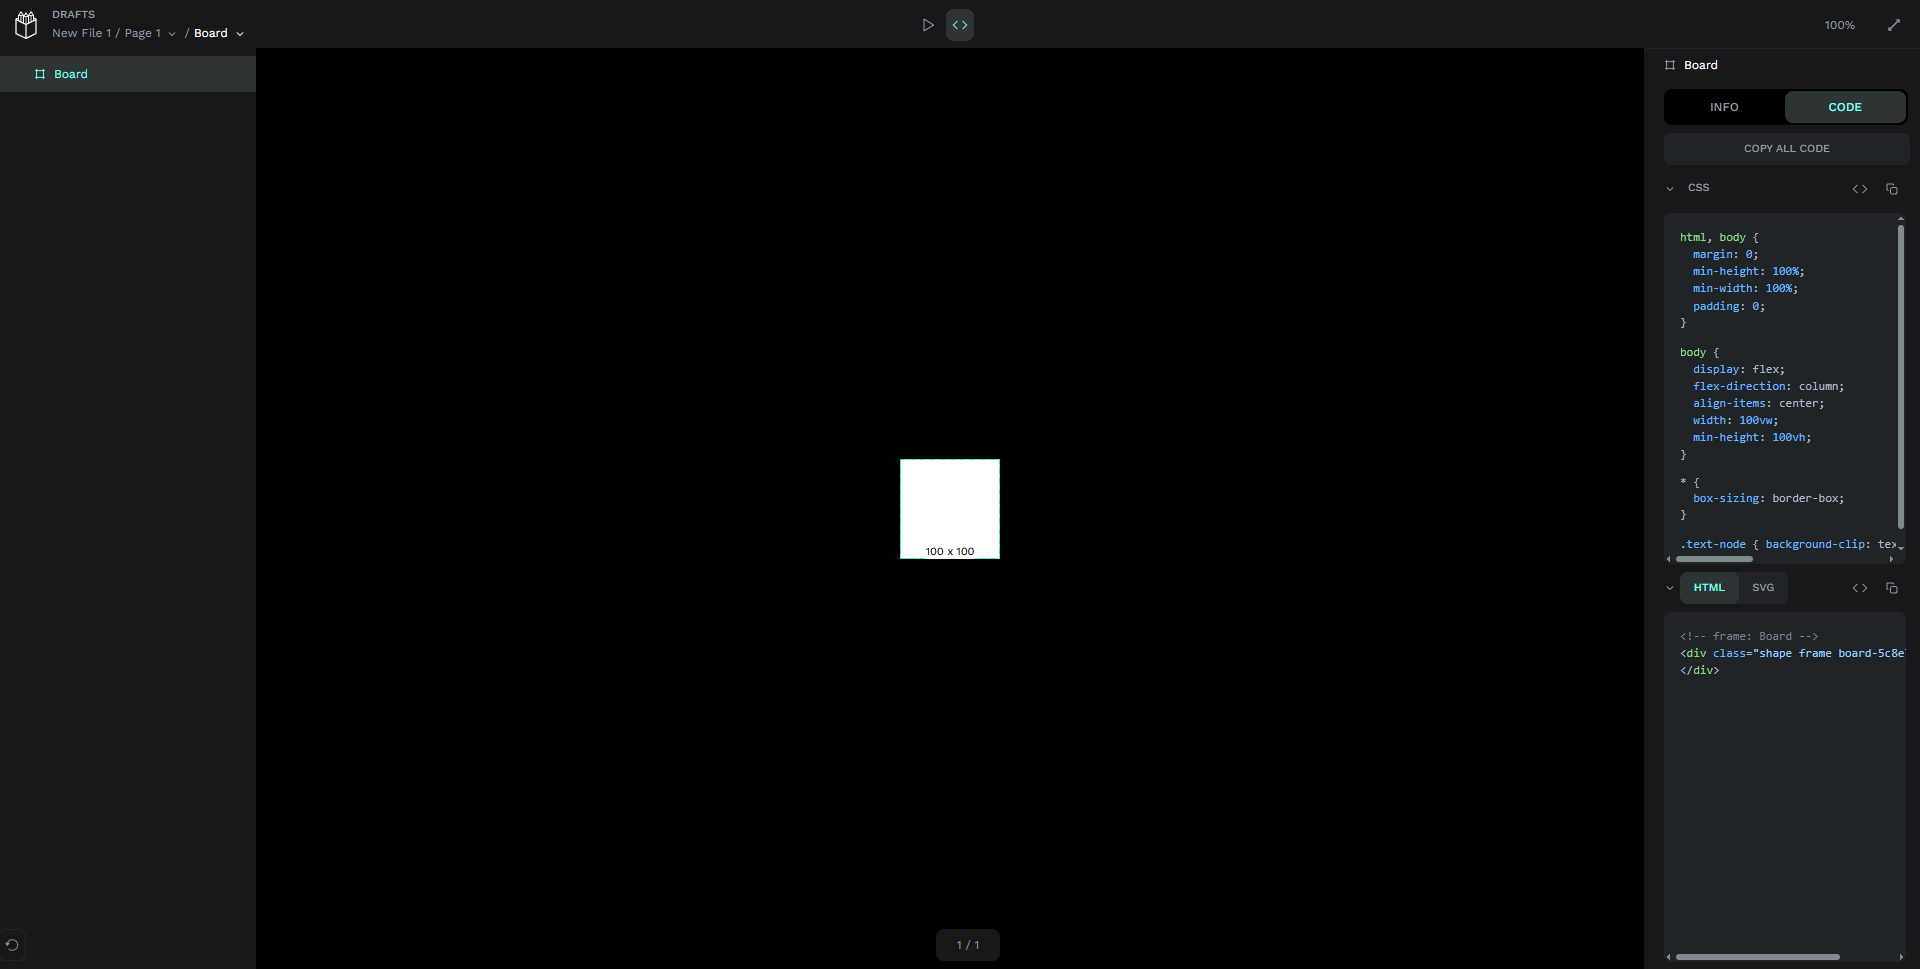 DRAFTS
New File 1 / Page 1 / Board
100%
Board
Board
INFO
CODE
COPY ALL CODE
CSS
html, body {
  margin: 0;
  min-height: 100%;
  min-width: 100%;
  padding: 0;
}
body {
  display: flex;
  flex-direction: column;
  align-items: center;
  width: 100vw;
  min-height: 100vh;
}
* {
  box-sizing: border-box;
}
.text-node { background-clip: tex
HTML
SVG
<!-- frame: Board -->
<div class="shape frame board-5c8e
</div>
100 x 100
1 / 1